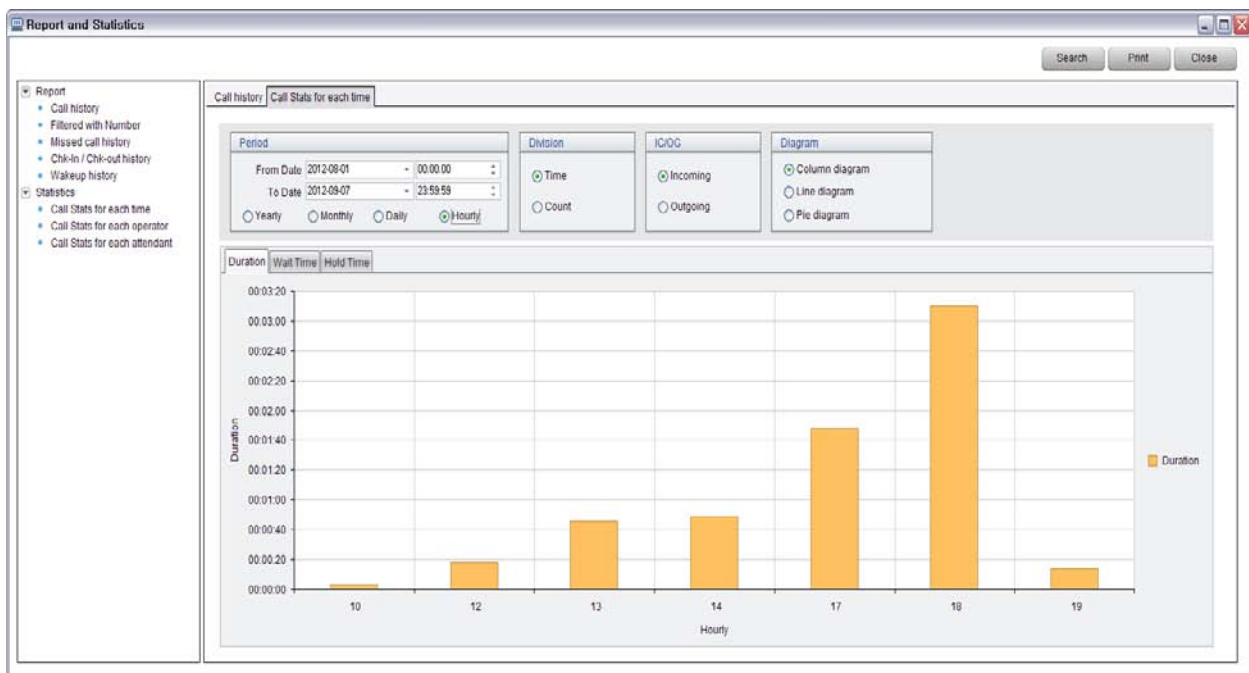 Report and Statistics
Search Print Close
Report
Call history
Filtered with Number
Missed call history
Chk-In / Chk-out history
Wakeup history
Statistics
Call Stats for each time
Call Stats for each operator
Call Stats for each attendant
Call history Call Stats for each time
Period
From Date 2012-08-01 00:00:00
To Date 2012-09-07 23:59:59
Yearly Monthly Daily Hourly
Division
Time
Count
IC/OG
Incoming
Outgoing
Diagram
Column diagram
Line diagram
Pie diagram
Duration Wait Time Hold Time
00:03:20
00:03:00
00:02:40
00:02:20
00:02:00
00:01:40
00:01:20
00:01:00
00:00:40
00:00:20
00:00:00
Duration
10 12 13 14 17 18 19
Hourly
Duration